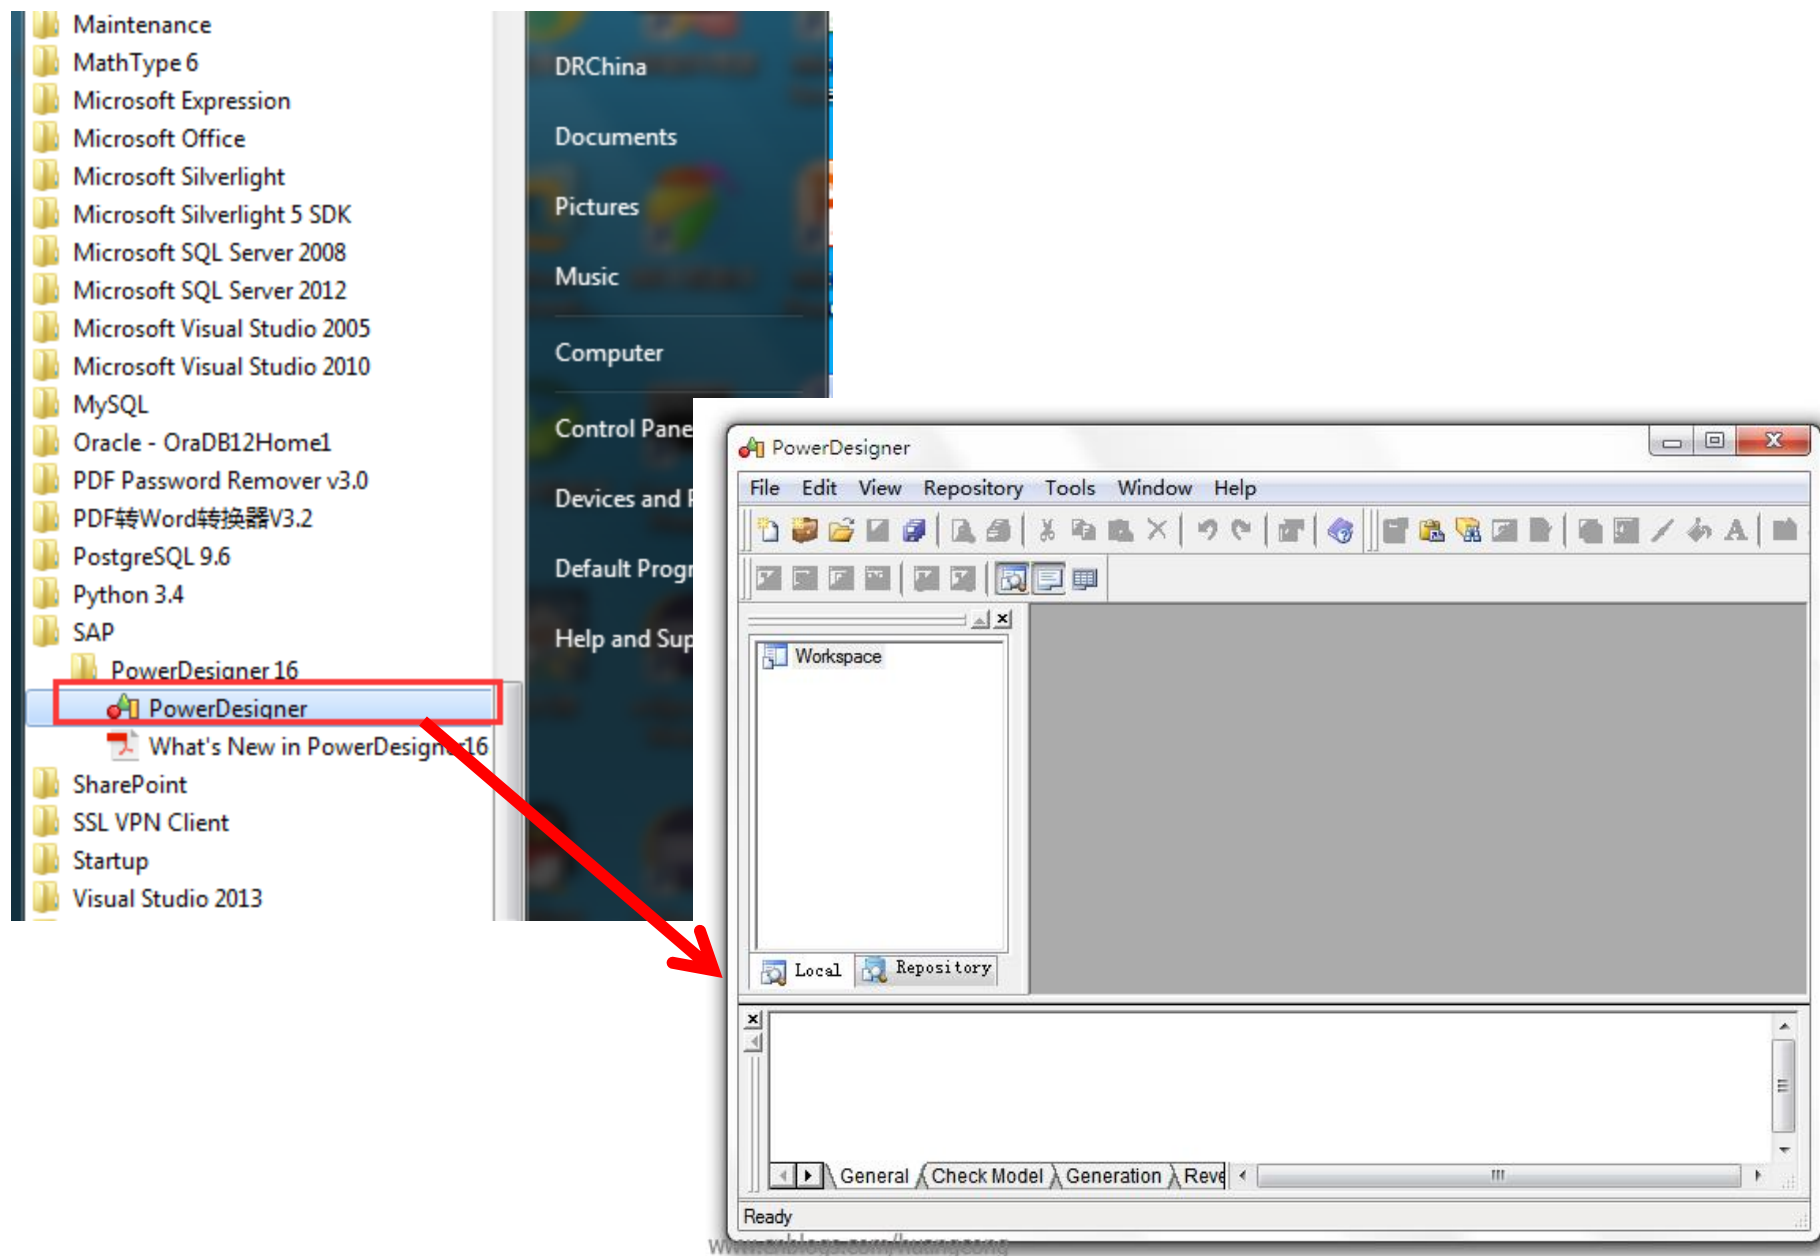 Maintenance
MathType 6
Microsoft Expression
Microsoft Office
Microsoft Silverlight
Microsoft Silverlight 5 SDK
Microsoft SQL Server 2008
Microsoft SQL Server 2012
Microsoft Visual Studio 2005
Microsoft Visual Studio 2010
MySQL
Oracle - OraDB12Home1
PDF Password Remover v3.0
PDF转Word转换器V3.2
PostgreSQL 9.6
Python 3.4
SAP
PowerDesigner 16
PowerDesigner
What's New in PowerDesigner16
SharePoint
SSL VPN Client
Startup
Visual Studio 2013
DRChina
Documents
Pictures
Music
Computer
Control Pane
Devices and P
Default Progr
Help and Sup
PowerDesigner
File Edit View Repository Tools Window Help
Workspace
Local Repository
General Check Model Generation Reve
Ready
www.cnblogs.com/huangcong